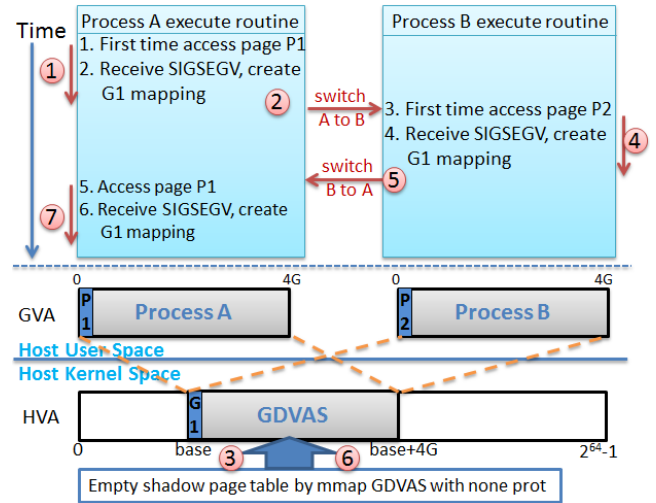 Time
Process A execute routine
1. First time access page P1
2. Receive SIGSEGV, create
G1 mapping
1
2
switch
A to B
Process B execute routine
3. First time access page P2
4. Receive SIGSEGV, create
G1 mapping
4
switch
B to A
5
5. Access page P1
6. Receive SIGSEGV, create
G1 mapping
7
0
4G
0
4G
GVA
P1
Process A
P2
Process B
Host User Space
Host Kernel Space
HVA
G1
GDVAS
0
base
3
6
base+4G
2⁶⁴-1
Empty shadow page table by mmap GDVAS with none prot